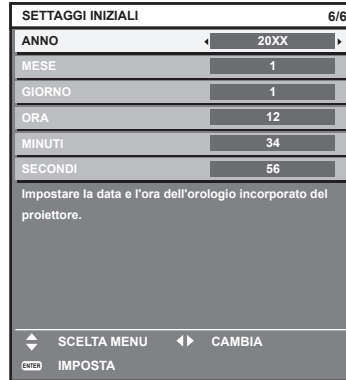 SETTAGGI INIZIALI 6/6
ANNO 20XX
MESE 1
GIORNO 1
ORA 12
MINUTI 34
SECONDI 56
Impostare la data e l'ora dell'orologio incorporato del
proiettore.
SCELTA MENU CAMBIA
ENTER IMPOSTA